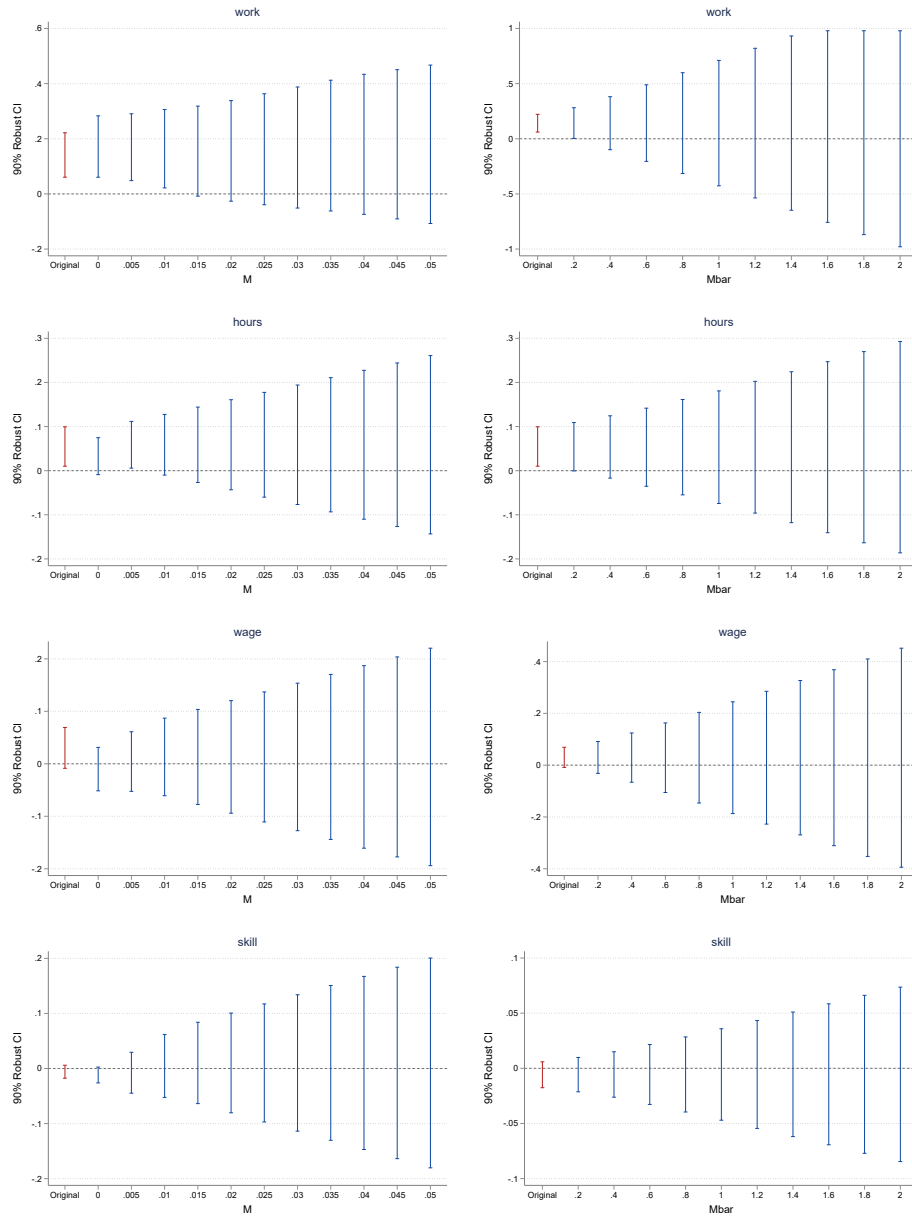 work
.6
.4
.2
0
-.2
90% Robust CI
Original 0 .005 .01 .015 .02 .025 .03 .035 .04 .045 .05
M
work
1
.5
0
-.5
-1
90% Robust CI
Original .2 .4 .6 .8 1 1.2 1.4 1.6 1.8 2
Mbar
hours
.3
.2
.1
0
-.1
-.2
90% Robust CI
Original 0 .005 .01 .015 .02 .025 .03 .035 .04 .045 .05
M
hours
.3
.2
.1
0
-.1
-.2
90% Robust CI
Original .2 .4 .6 .8 1 1.2 1.4 1.6 1.8 2
Mbar
wage
.2
.1
0
-.1
-.2
90% Robust CI
Original 0 .005 .01 .015 .02 .025 .03 .035 .04 .045 .05
M
wage
.4
.2
0
-.2
-.4
90% Robust CI
Original .2 .4 .6 .8 1 1.2 1.4 1.6 1.8 2
Mbar
skill
.2
.1
0
-.1
-.2
90% Robust CI
Original 0 .005 .01 .015 .02 .025 .03 .035 .04 .045 .05
M
skill
.1
.05
0
-.05
-.1
90% Robust CI
Original .2 .4 .6 .8 1 1.2 1.4 1.6 1.8 2
Mbar